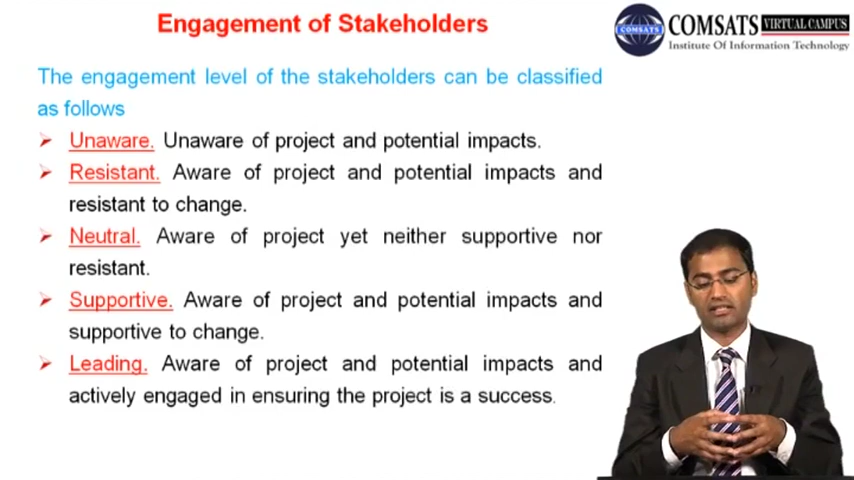 Engagement of Stakeholders
COMSATS
COMSATS
VIRTUAL CAMPUS
Institute Of Information Technology
The engagement level of the stakeholders can be classified
as follows
Unaware. Unaware of project and potential impacts.
Resistant. Aware of project and potential impacts and
resistant to change.
Neutral. Aware of project yet neither supportive nor
resistant.
Supportive. Aware of project and potential impacts and
supportive to change.
Leading. Aware of project and potential impacts and
actively engaged in ensuring the project is a success.